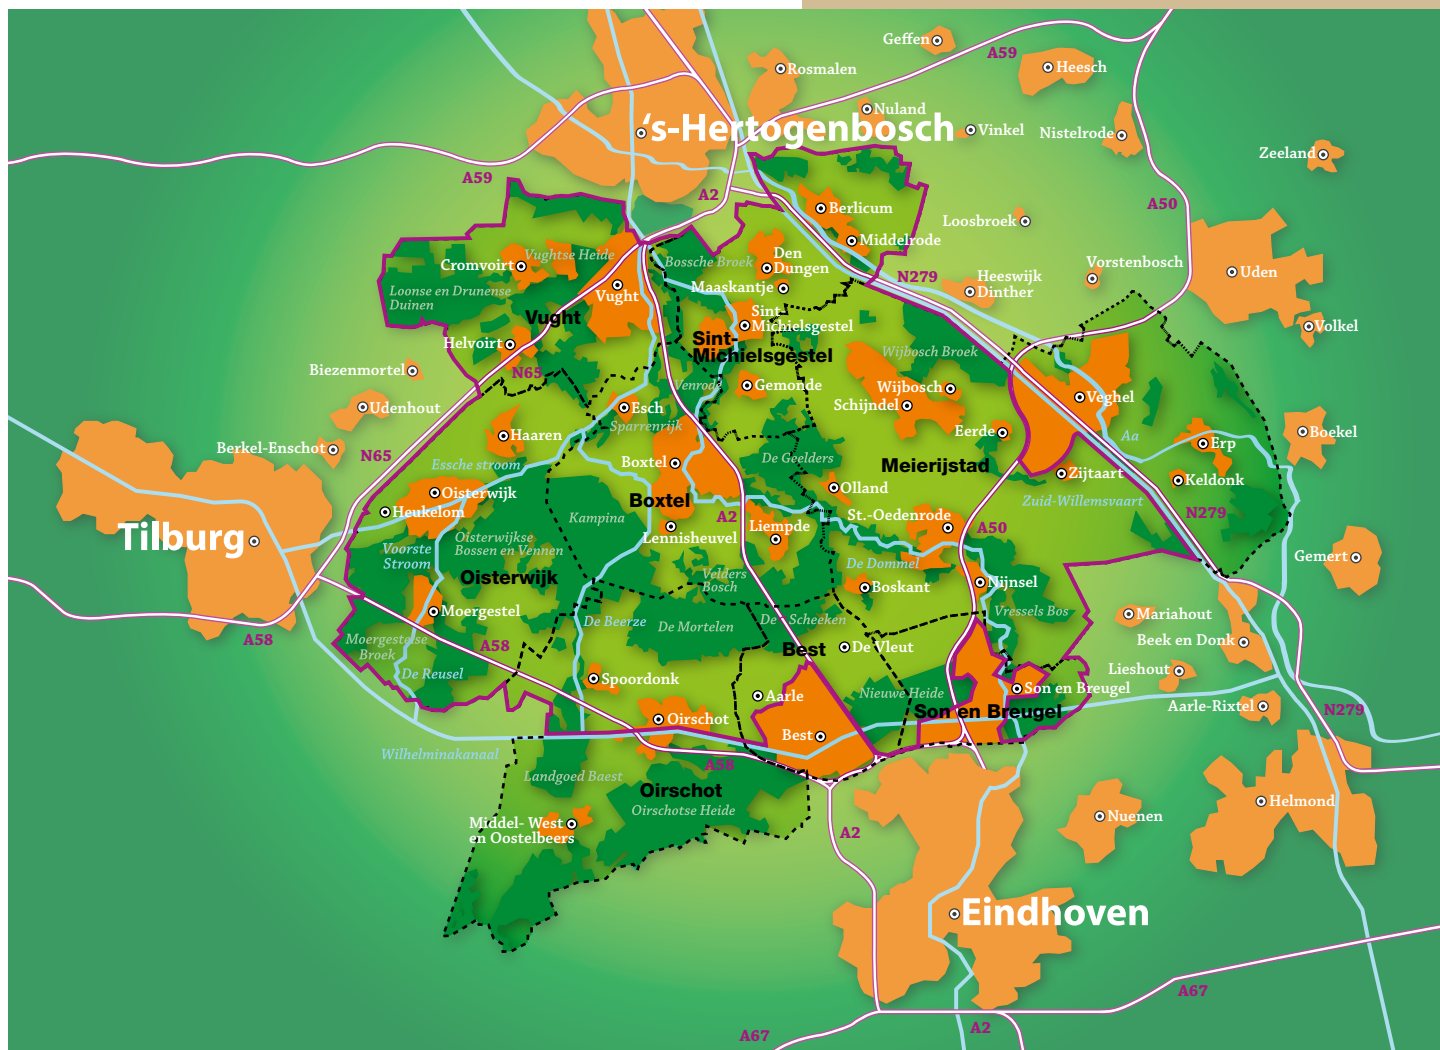 Geffen
A59
Heesch
Rosmalen
Nuland
's-Hertogenbosch
Vinkel
Nistelrode
Zeeland
A59
A2
A50
Berlicum
Loosbroek
Middelrode
Vughtse Heide
Bossche Broek
Den
Dungen
Cromvoirt
Vorstenbosch
Uden
N279
Heeswijk
Dinther
Loonse en Drunense
Duinen
Vught
Maaskantje
Vught
Sint-
Michielsgestel
Volkel
Helvoirt
Sint-
Michielsgestel
Wijbosch Broek
Biezenmortel
N65
Venrode
Gemonde
Wijbosch
Veghel
Udenhout
Esch
Schijndel
Sparrenrijk
Haaren
Eerde
Aa
Erp
Boekel
Berkel-Enschot
N65
Essche stroom
Boxtel
De Geelders
Meierijstad
Zijtaart
Keldonk
Oisterwijk
Olland
Boxtel
Zuid-Willemsvaart
Heukelom
Kampina
A2
Liempde
St.-Oedenrode
A50
N279
Tilburg
Oisterwijkse
Bossen en Vennen
Lennisheuvel
Voorste
Stroom
De Dommel
Gemert
Oisterwijk
Velders
Bosch
Boskant
Nijnsel
Moergestel
De Beerze
De Mortelen
De Scheeken
Vressels Bos
Mariahout
A58
Moergestelse
Broek
A58
Best
De Vleut
Beek en Donk
De Reusel
Spoordonk
Lieshout
Aarle
Nieuwe Heide
Son en Breugel
Son en Breugel
Aarle-Rixtel
N279
Oirschot
Best
Wilhelminakanaal
A58
Landgoed Baest
Oirschot
Oirschotse Heide
Helmond
Middel- West
en Oostelbeers
A2
Nuenen
Eindhoven
A67
A2
A67